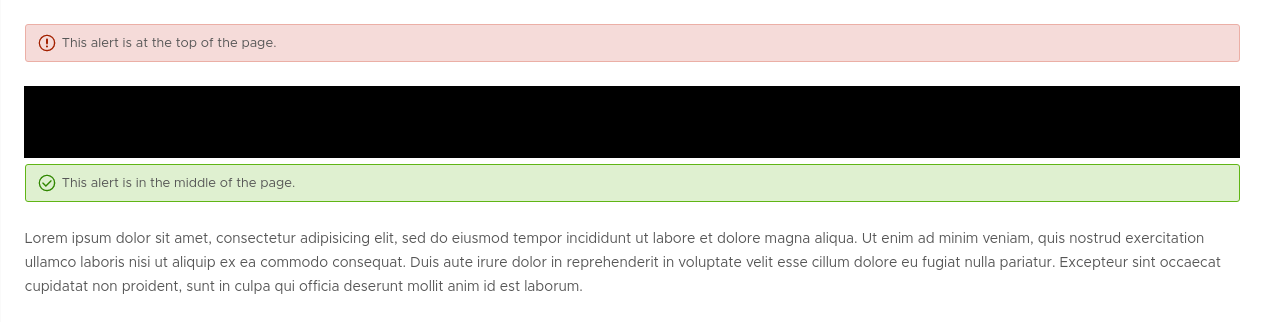 This alert is at the top of the page.
This alert is in the middle of the page.
Lorem ipsum dolor sit amet, consectetur adipisicing elit, sed do eiusmod tempor incididunt ut labore et dolore magna aliqua. Ut enim ad minim veniam, quis nostrud exercitation
ullamco laboris nisi ut aliquip ex ea commodo consequat. Duis aute irure dolor in reprehenderit in voluptate velit esse cillum dolore eu fugiat nulla pariatur. Excepteur sint occaecat
cupidatat non proident, sunt in culpa qui officia deserunt mollit anim id est laborum.